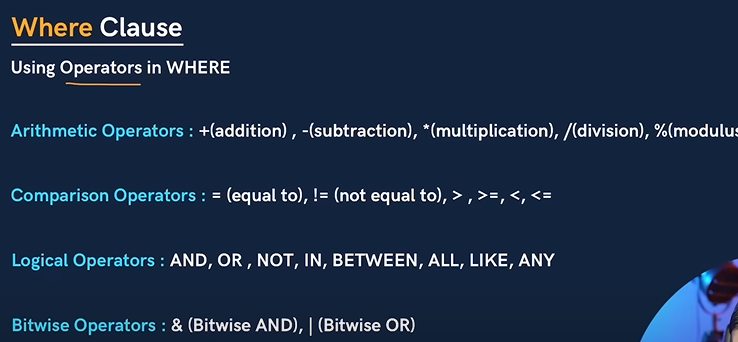 Where Clause
Using Operators in WHERE
Arithmetic Operators : +(addition) , -(subtraction), *(multiplication), /(division), %(modulus
Comparison Operators : = (equal to), != (not equal to), > , >=, <, <=
Logical Operators : AND, OR , NOT, IN, BETWEEN, ALL, LIKE, ANY
Bitwise Operators : & (Bitwise AND), | (Bitwise OR)